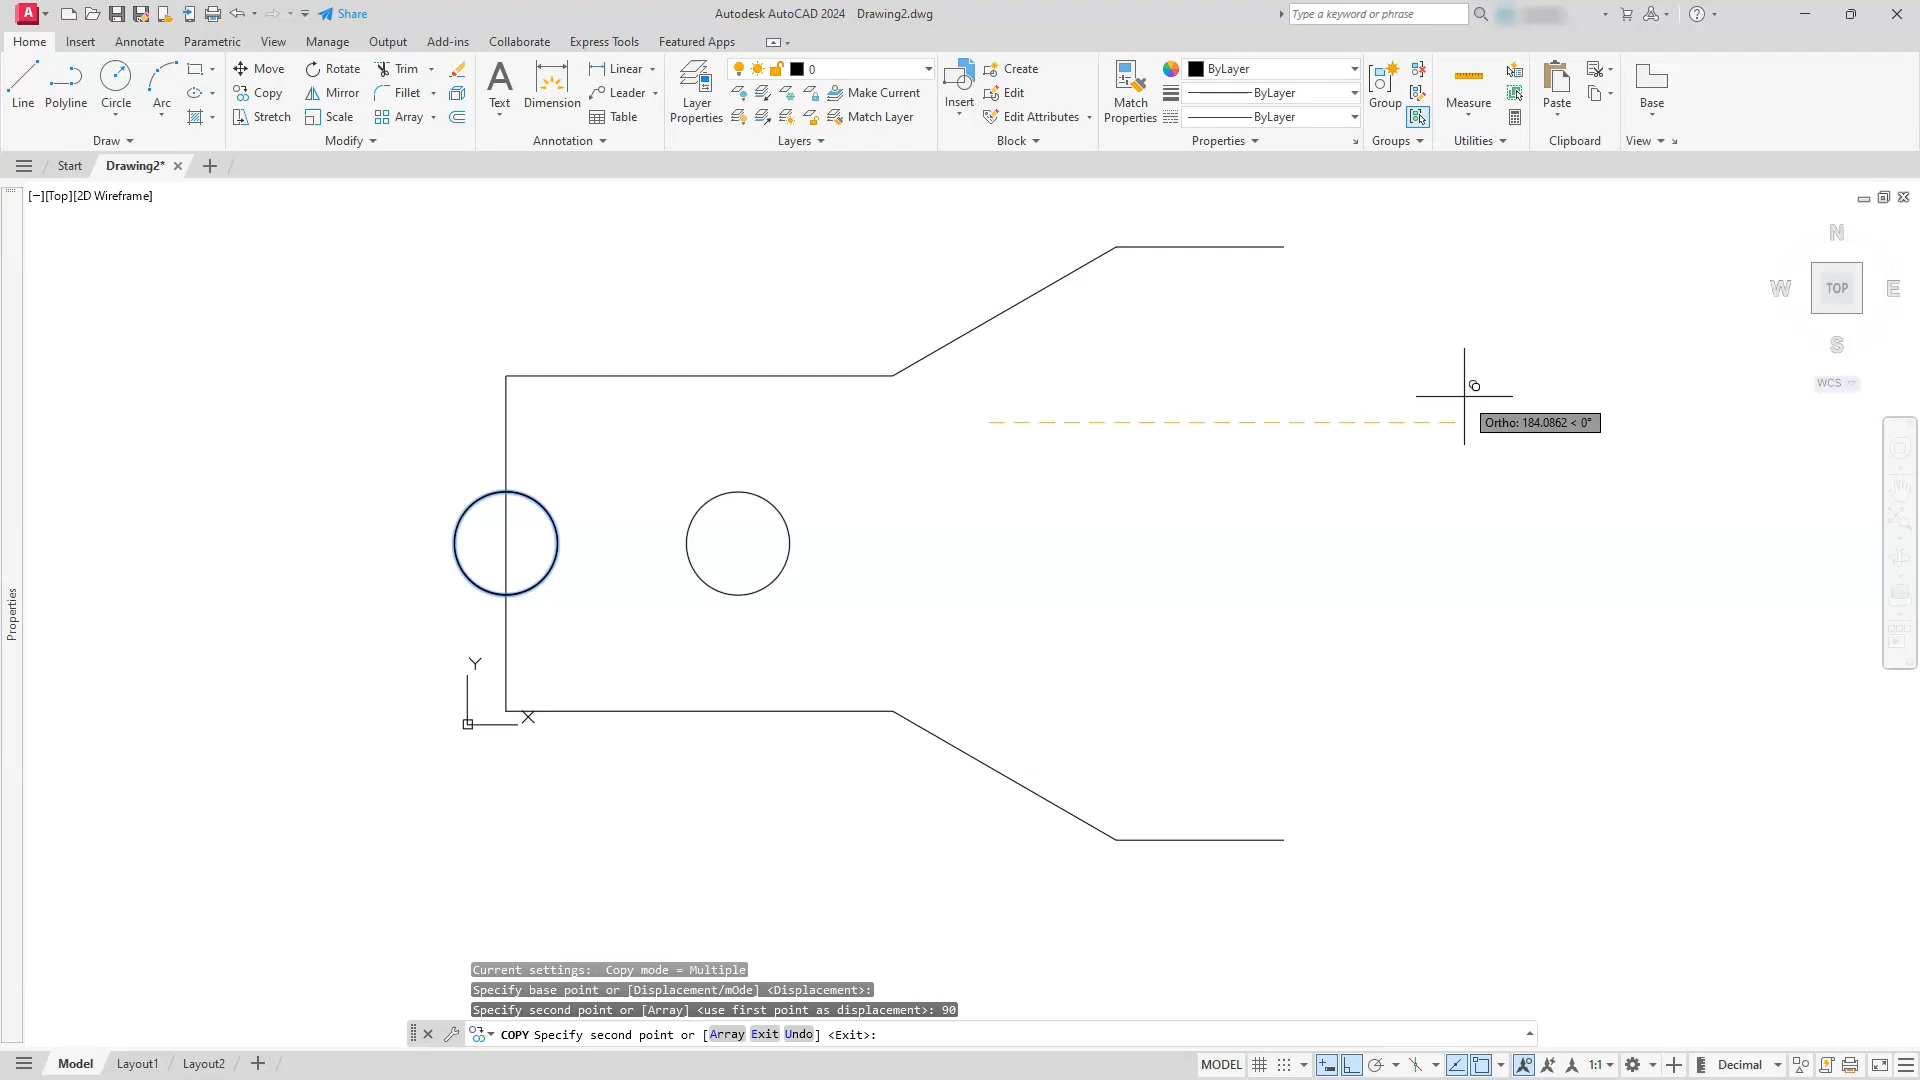 A Share Autodesk AutoCAD 2024 Drawing2.dwg Type a keyword or phrase
Home Insert Annotate Parametric View Manage Output Add-ins Collaborate Express Tools Featured Apps
Line Polyline Circle Arc
Move Rotate Trim
Copy Mirror Fillet
Stretch Scale Array
Text Dimension
Linear
Leader
Table
Layer
Properties
0
Make Current
Match Layer
Insert
Create
Edit
Edit Attributes
Match
Properties
ByLayer
ByLayer
ByLayer
Group
Measure
Paste
Base
Draw Modify Annotation Layers Block Properties Groups Utilities Clipboard View
Start Drawing2*
[−][Top][2D Wireframe]
N
W TOP E
S
WCS
Ortho: 184.0862 < 0°
Properties
Y
X
Current settings:  Copy mode = Multiple
Specify base point or [Displacement/mOde] <Displacement>:
Specify second point or [Array] <use first point as displacement>: 90
COPY Specify second point or [Array Exit Undo] <Exit>:
Model Layout1 Layout2 MODEL 1:1 Decimal